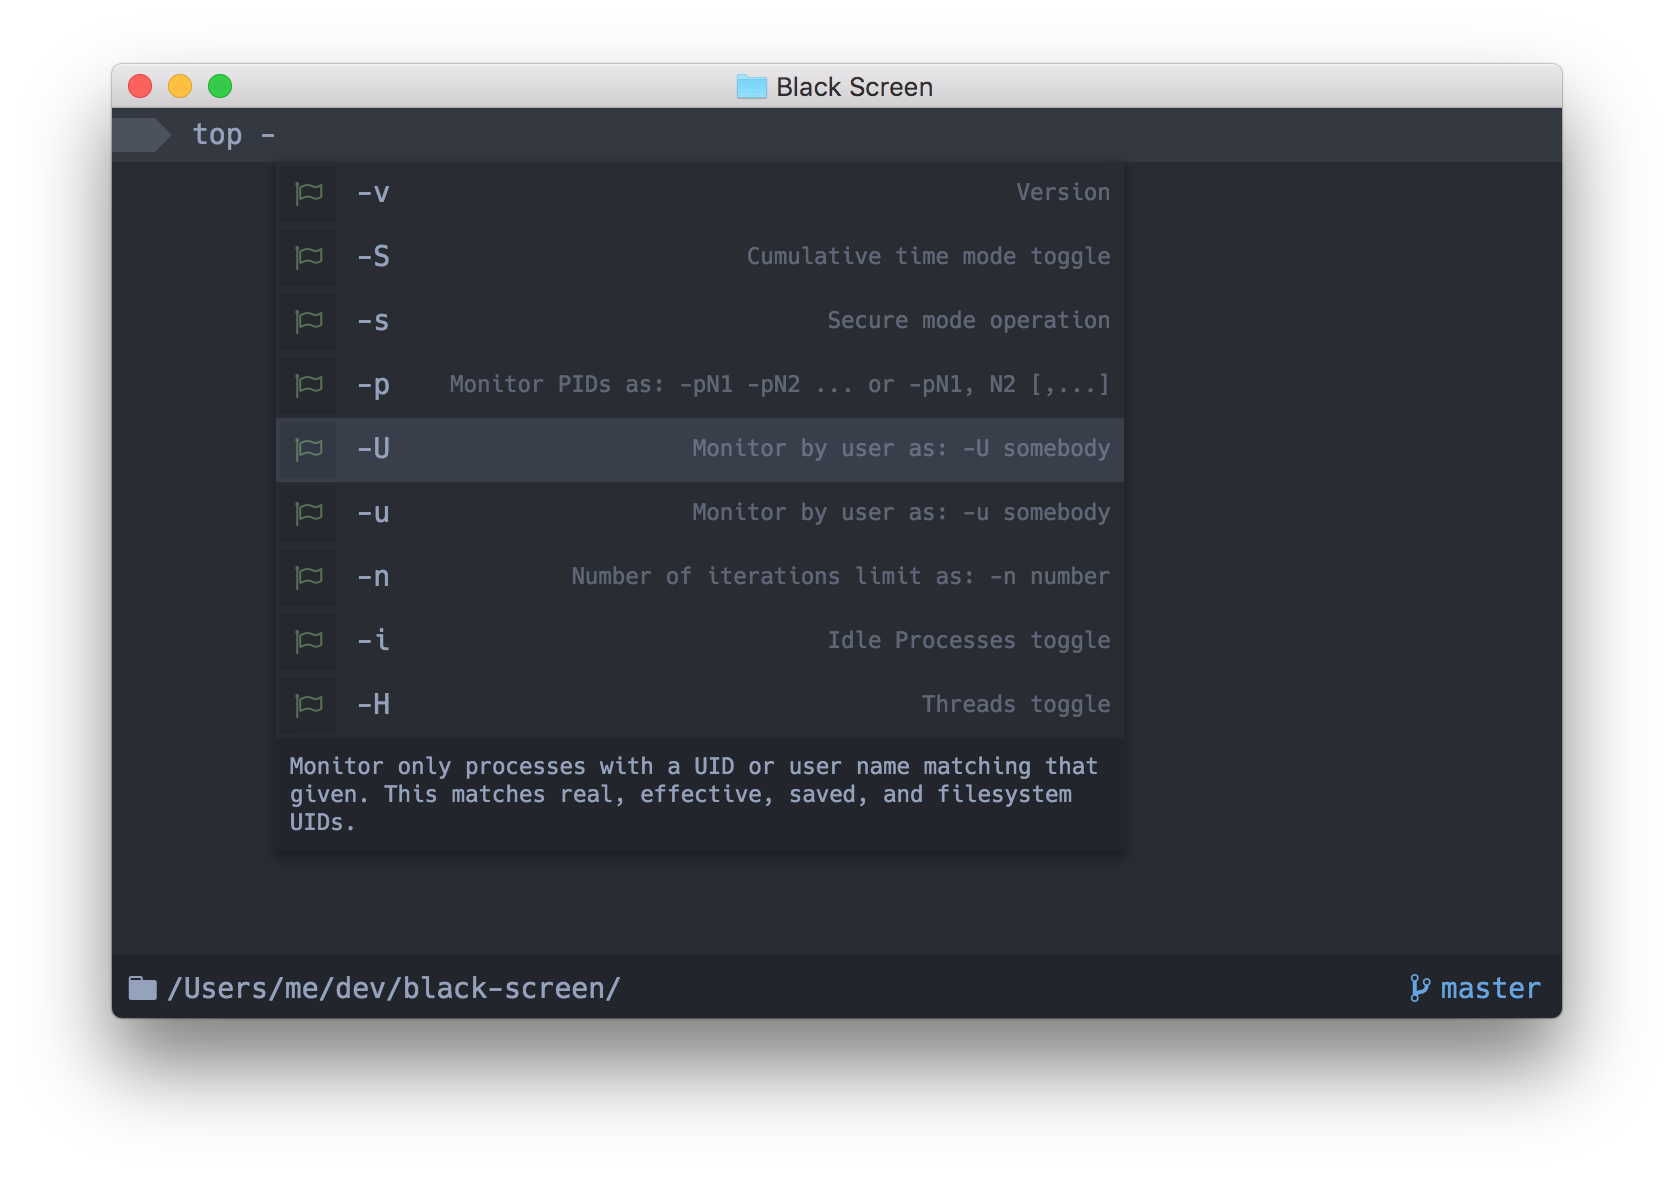 Black Screen
top -
-v Version
-S Cumulative time mode toggle
-s Secure mode operation
-p Monitor PIDs as: -pN1 -pN2 ... or -pN1, N2 [,...]
-U Monitor by user as: -U somebody
-u Monitor by user as: -u somebody
-n Number of iterations limit as: -n number
-i Idle Processes toggle
-H Threads toggle
Monitor only processes with a UID or user name matching that
given. This matches real, effective, saved, and filesystem
UIDs.
/Users/me/dev/black-screen/ master